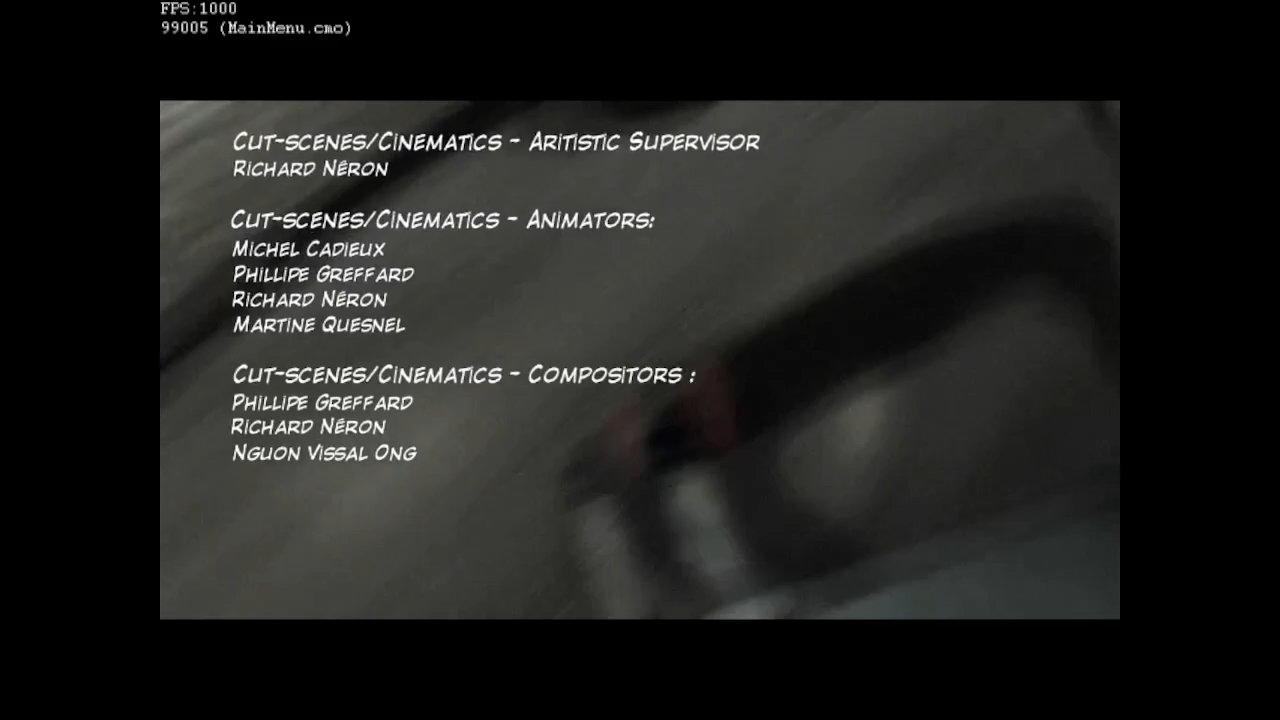 FPS:1000
99005 (MainMenu.cmo)
Cut-scenes/Cinematics - Aritistic Supervisor
Richard Néron
Cut-scenes/Cinematics - Animators:
Michel Cadieux
Phillipe Greffard
Richard Néron
Martine Quesnel
Cut-scenes/Cinematics - Compositors :
Phillipe Greffard
Richard Néron
Nguon Vissal Ong